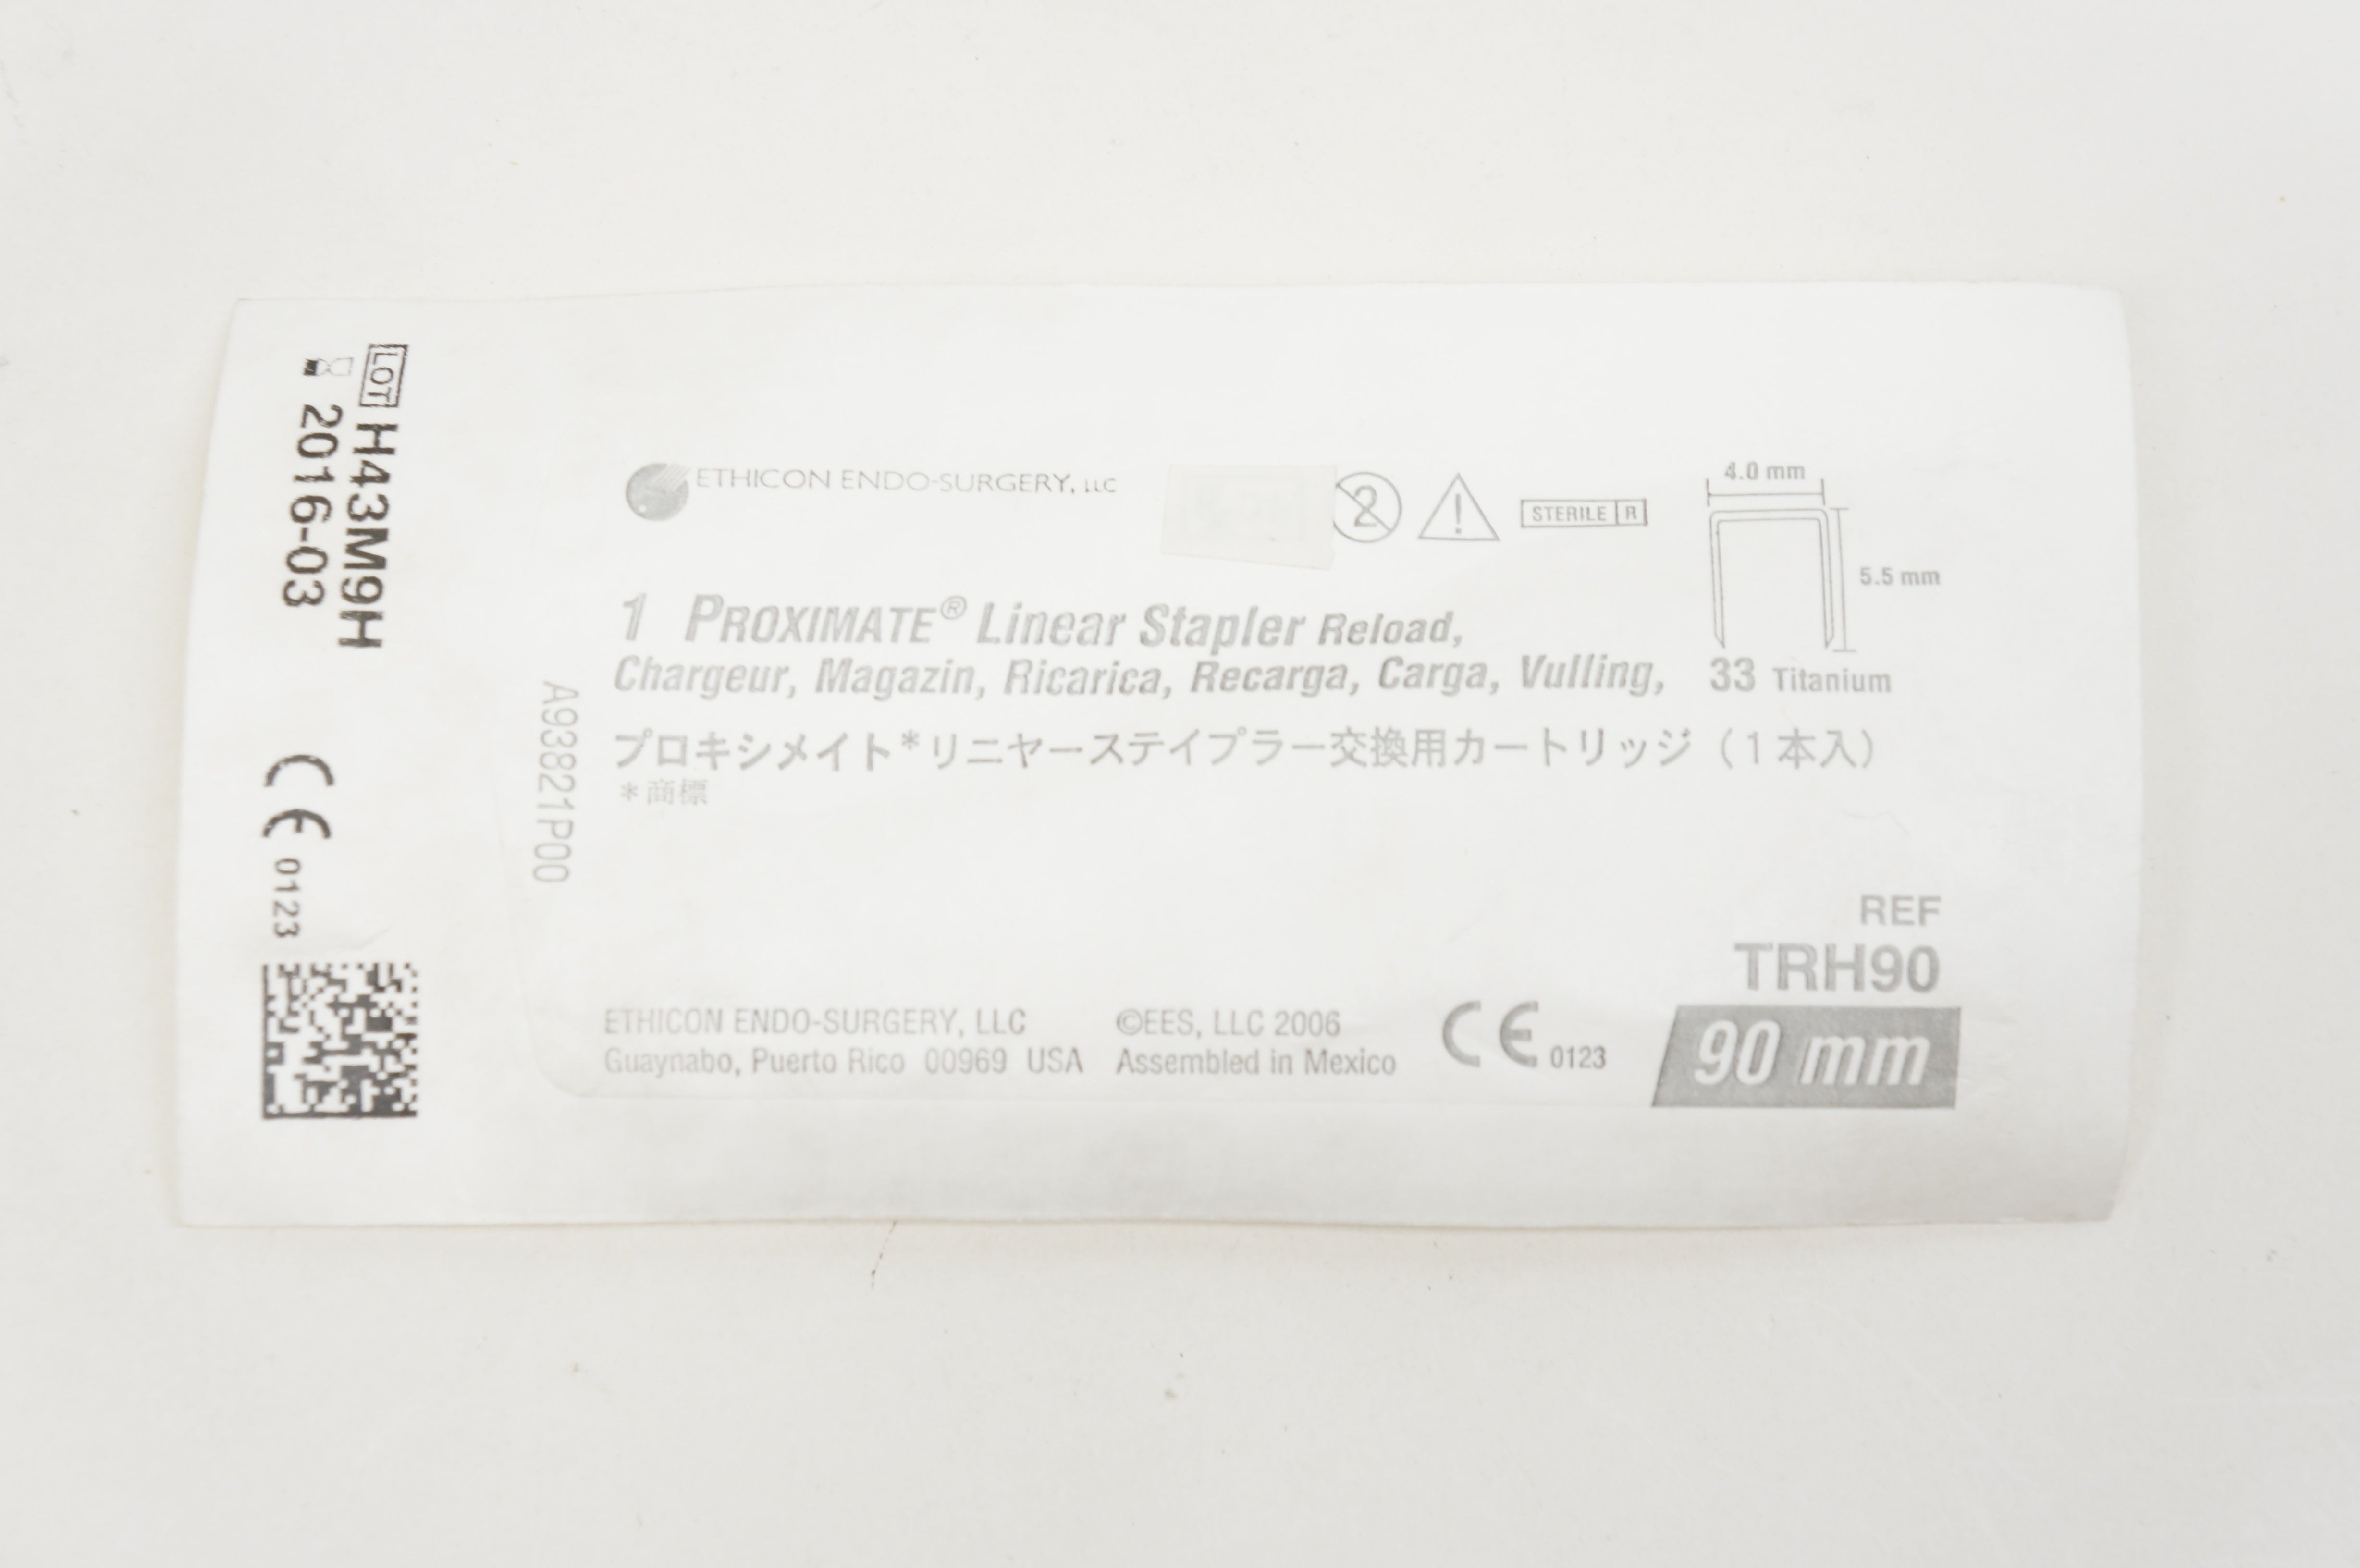 LOT H43M9H
2016-03
0123
A93821P00
ETHICON ENDO-SURGERY, LLC
2
STERILE R
4.0 mm
5.5 mm
1 PROXIMATE® Linear Stapler Reload,
Chargeur, Magazin, Ricarica, Recarga, Carga, Vulling, 33 Titanium
プロキシメイト*リニヤーステイプラー交換用カートリッジ（1本入）
*商標
REF
TRH90
90 mm
ETHICON ENDO-SURGERY, LLC ©EES, LLC 2006
Guaynabo, Puerto Rico 00969 USA Assembled in Mexico
CE 0123